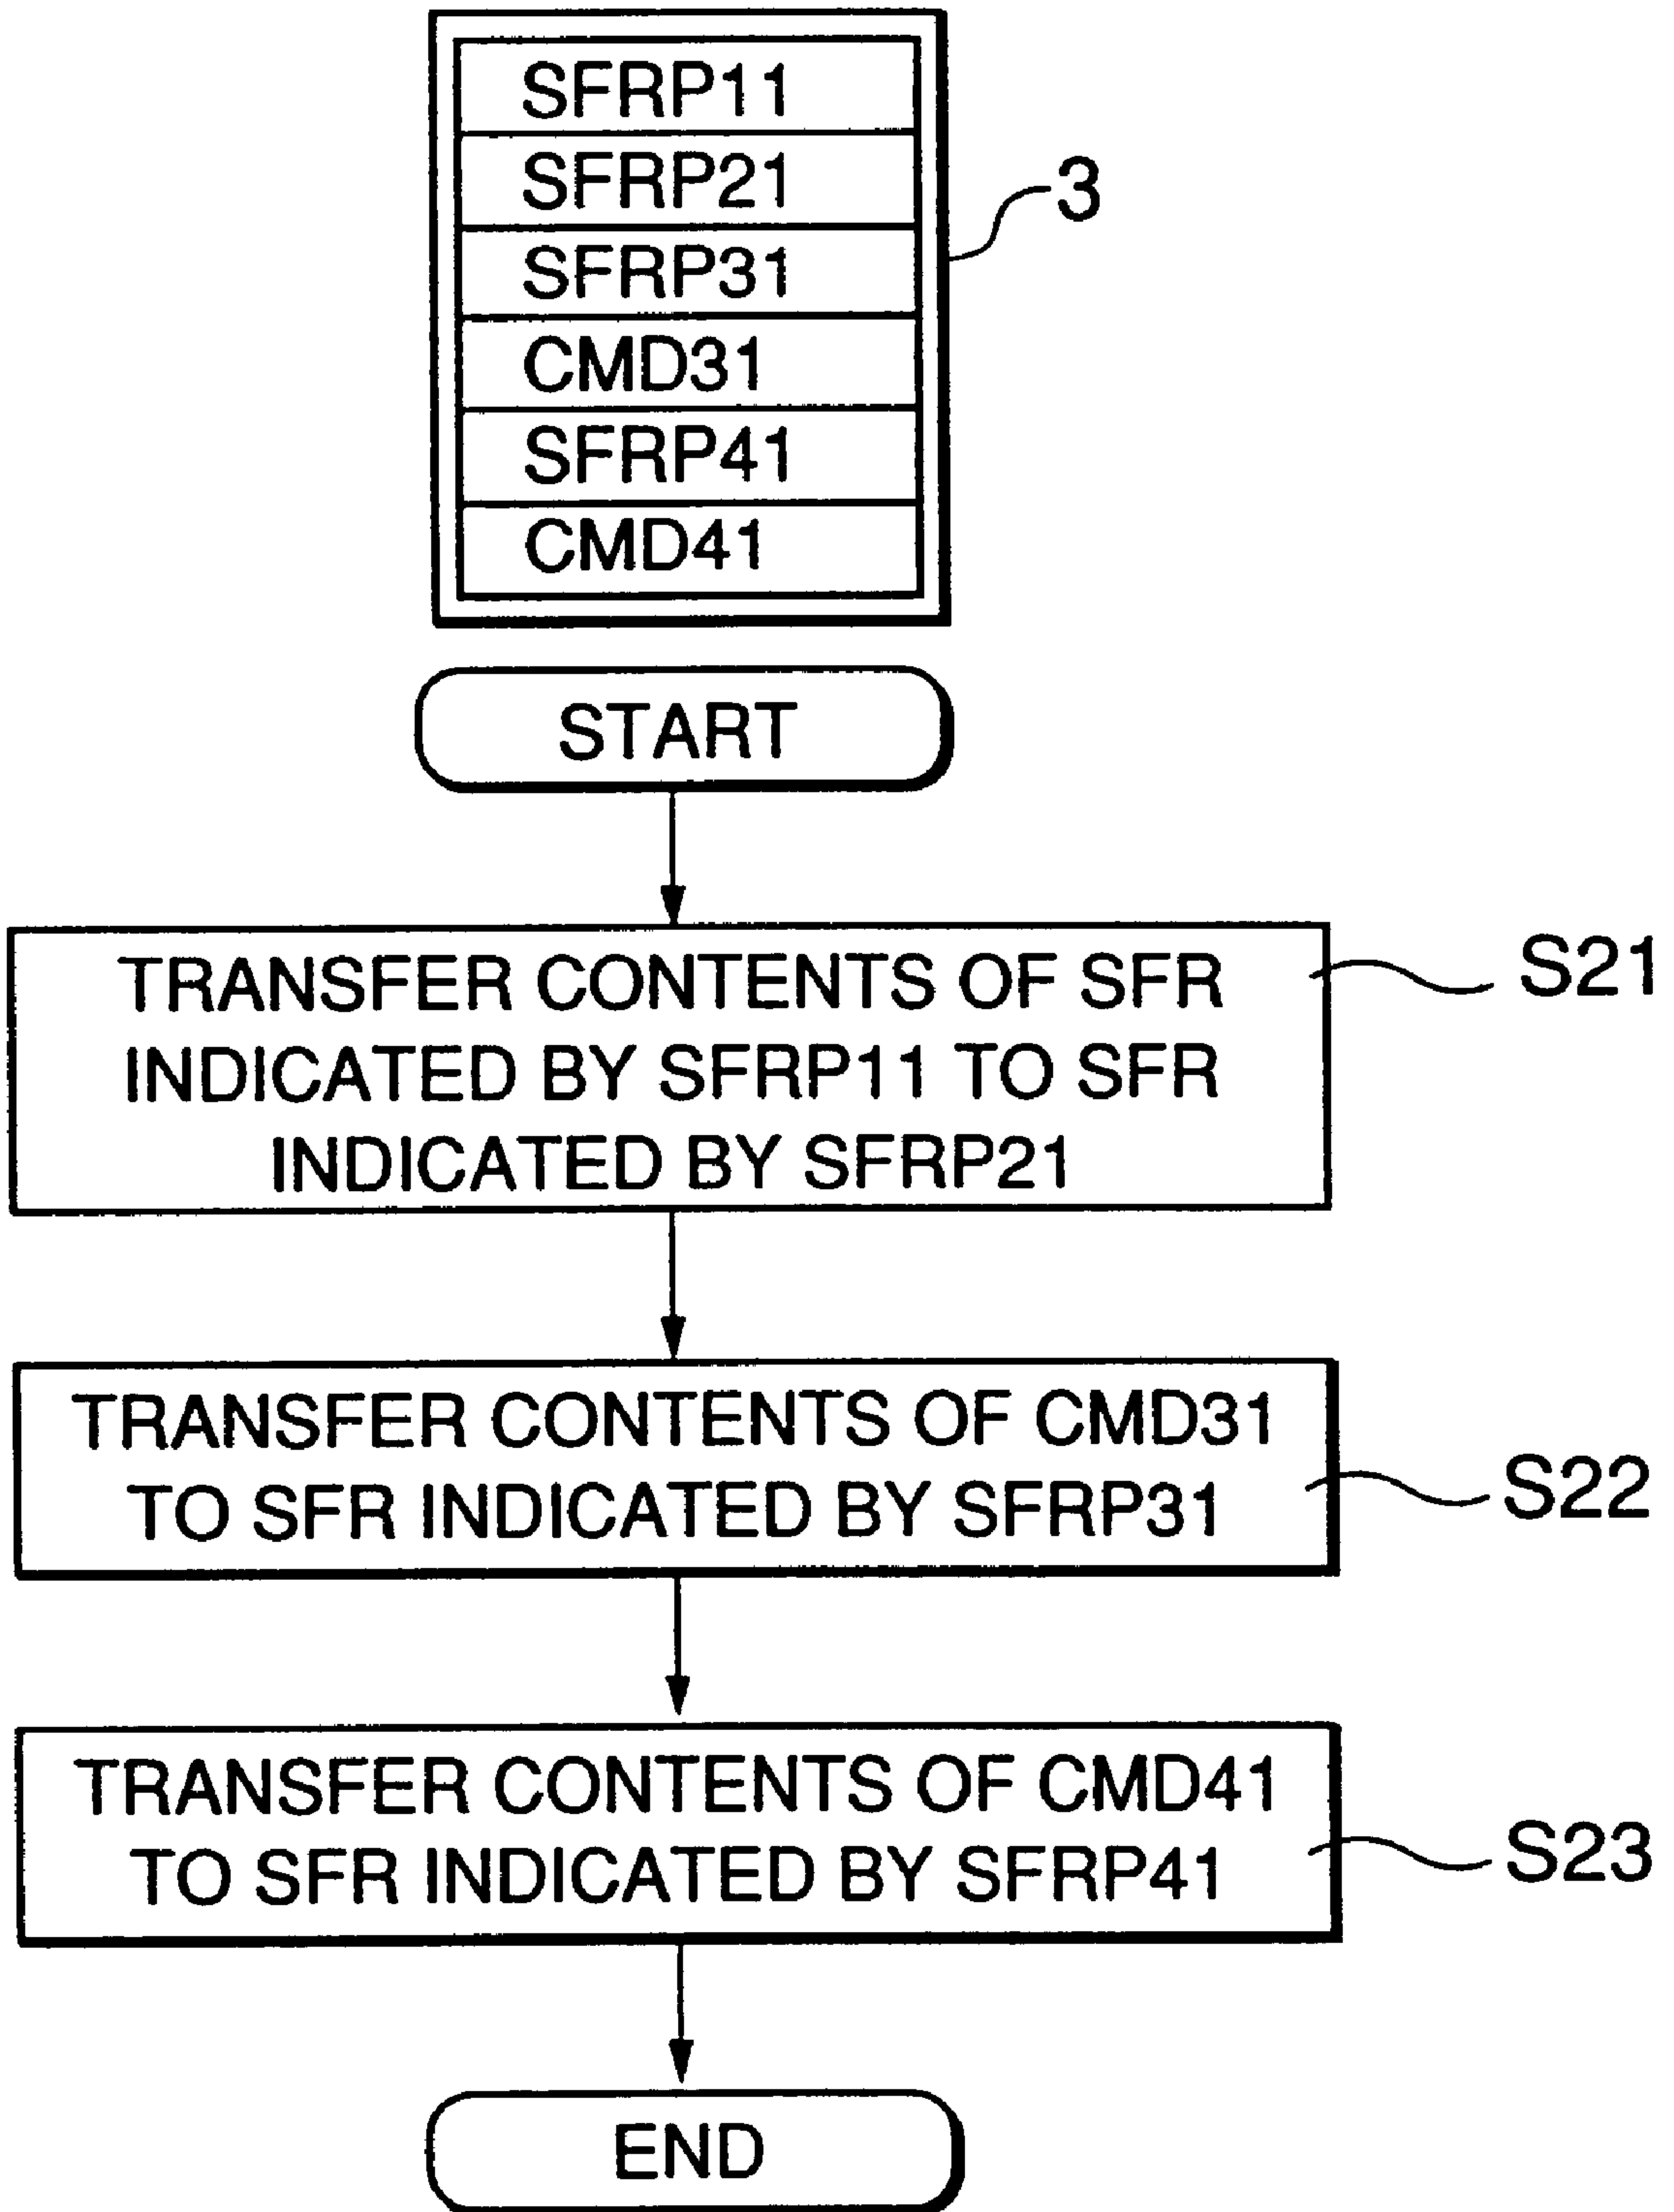 SFRP11
SFRP21
SFRP31
CMD31
SFRP41
CMD41
3
START
TRANSFER CONTENTS OF SFR
INDICATED BY SFRP11 TO SFR
INDICATED BY SFRP21
S21
TRANSFER CONTENTS OF CMD31
TO SFR INDICATED BY SFRP31
S22
TRANSFER CONTENTS OF CMD41
TO SFR INDICATED BY SFRP41
S23
END